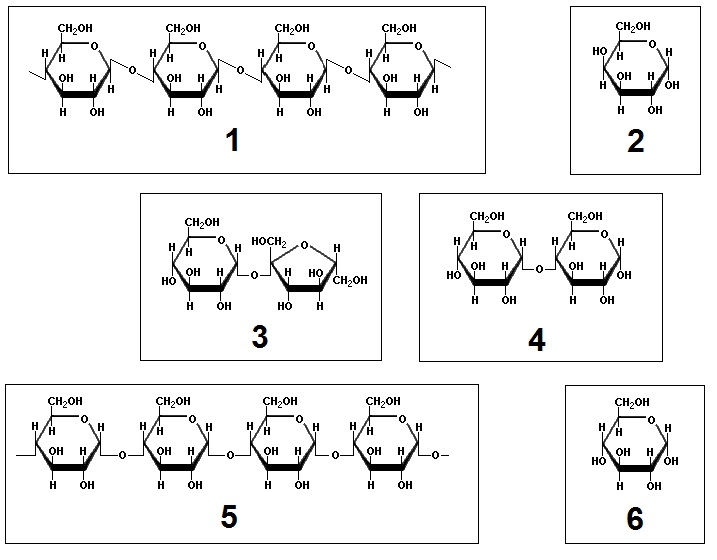 CH₂OH CH₂OH CH₂OH CH₂OH
O O O O
H H H H H H H H
O O O
OH H OH H OH H OH H
H H H H
H OH H OH H OH H OH
1
CH₂OH
HO H O H
OH H OH
H OH
2
CH₂OH
H H O H HOCH₂ O H
OH H O HO CH₂OH
HO H OH HO H
3
CH₂OH CH₂OH
H H O H H H O H
OH H O OH H OH
HO H OH H OH
4
CH₂OH CH₂OH CH₂OH CH₂OH
H H O H H H O H H H O H H H O H
OH H O OH H O OH H O OH H O
H OH H OH H OH H OH
5
CH₂OH
H H O H
HO OH H OH
H OH
6